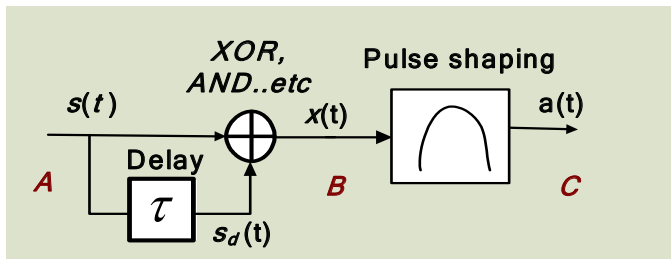 XOR,
AND..etc
Pulse shaping
s(t)
x(t)
a(t)
Delay
A
τ
B
C
s_d(t)